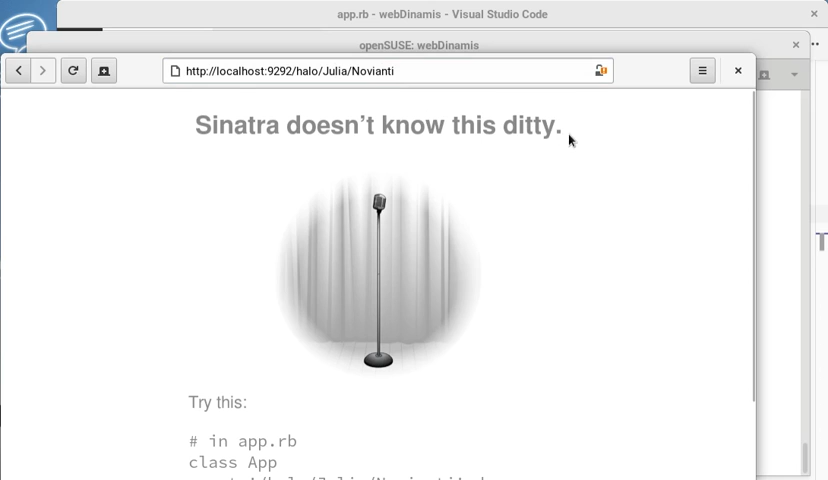 app.rb - webDinamis - Visual Studio Code
openSUSE: webDinamis
http://localhost:9292/halo/Julia/Novianti
Sinatra doesn’t know this ditty.
Try this:
# in app.rb
class App